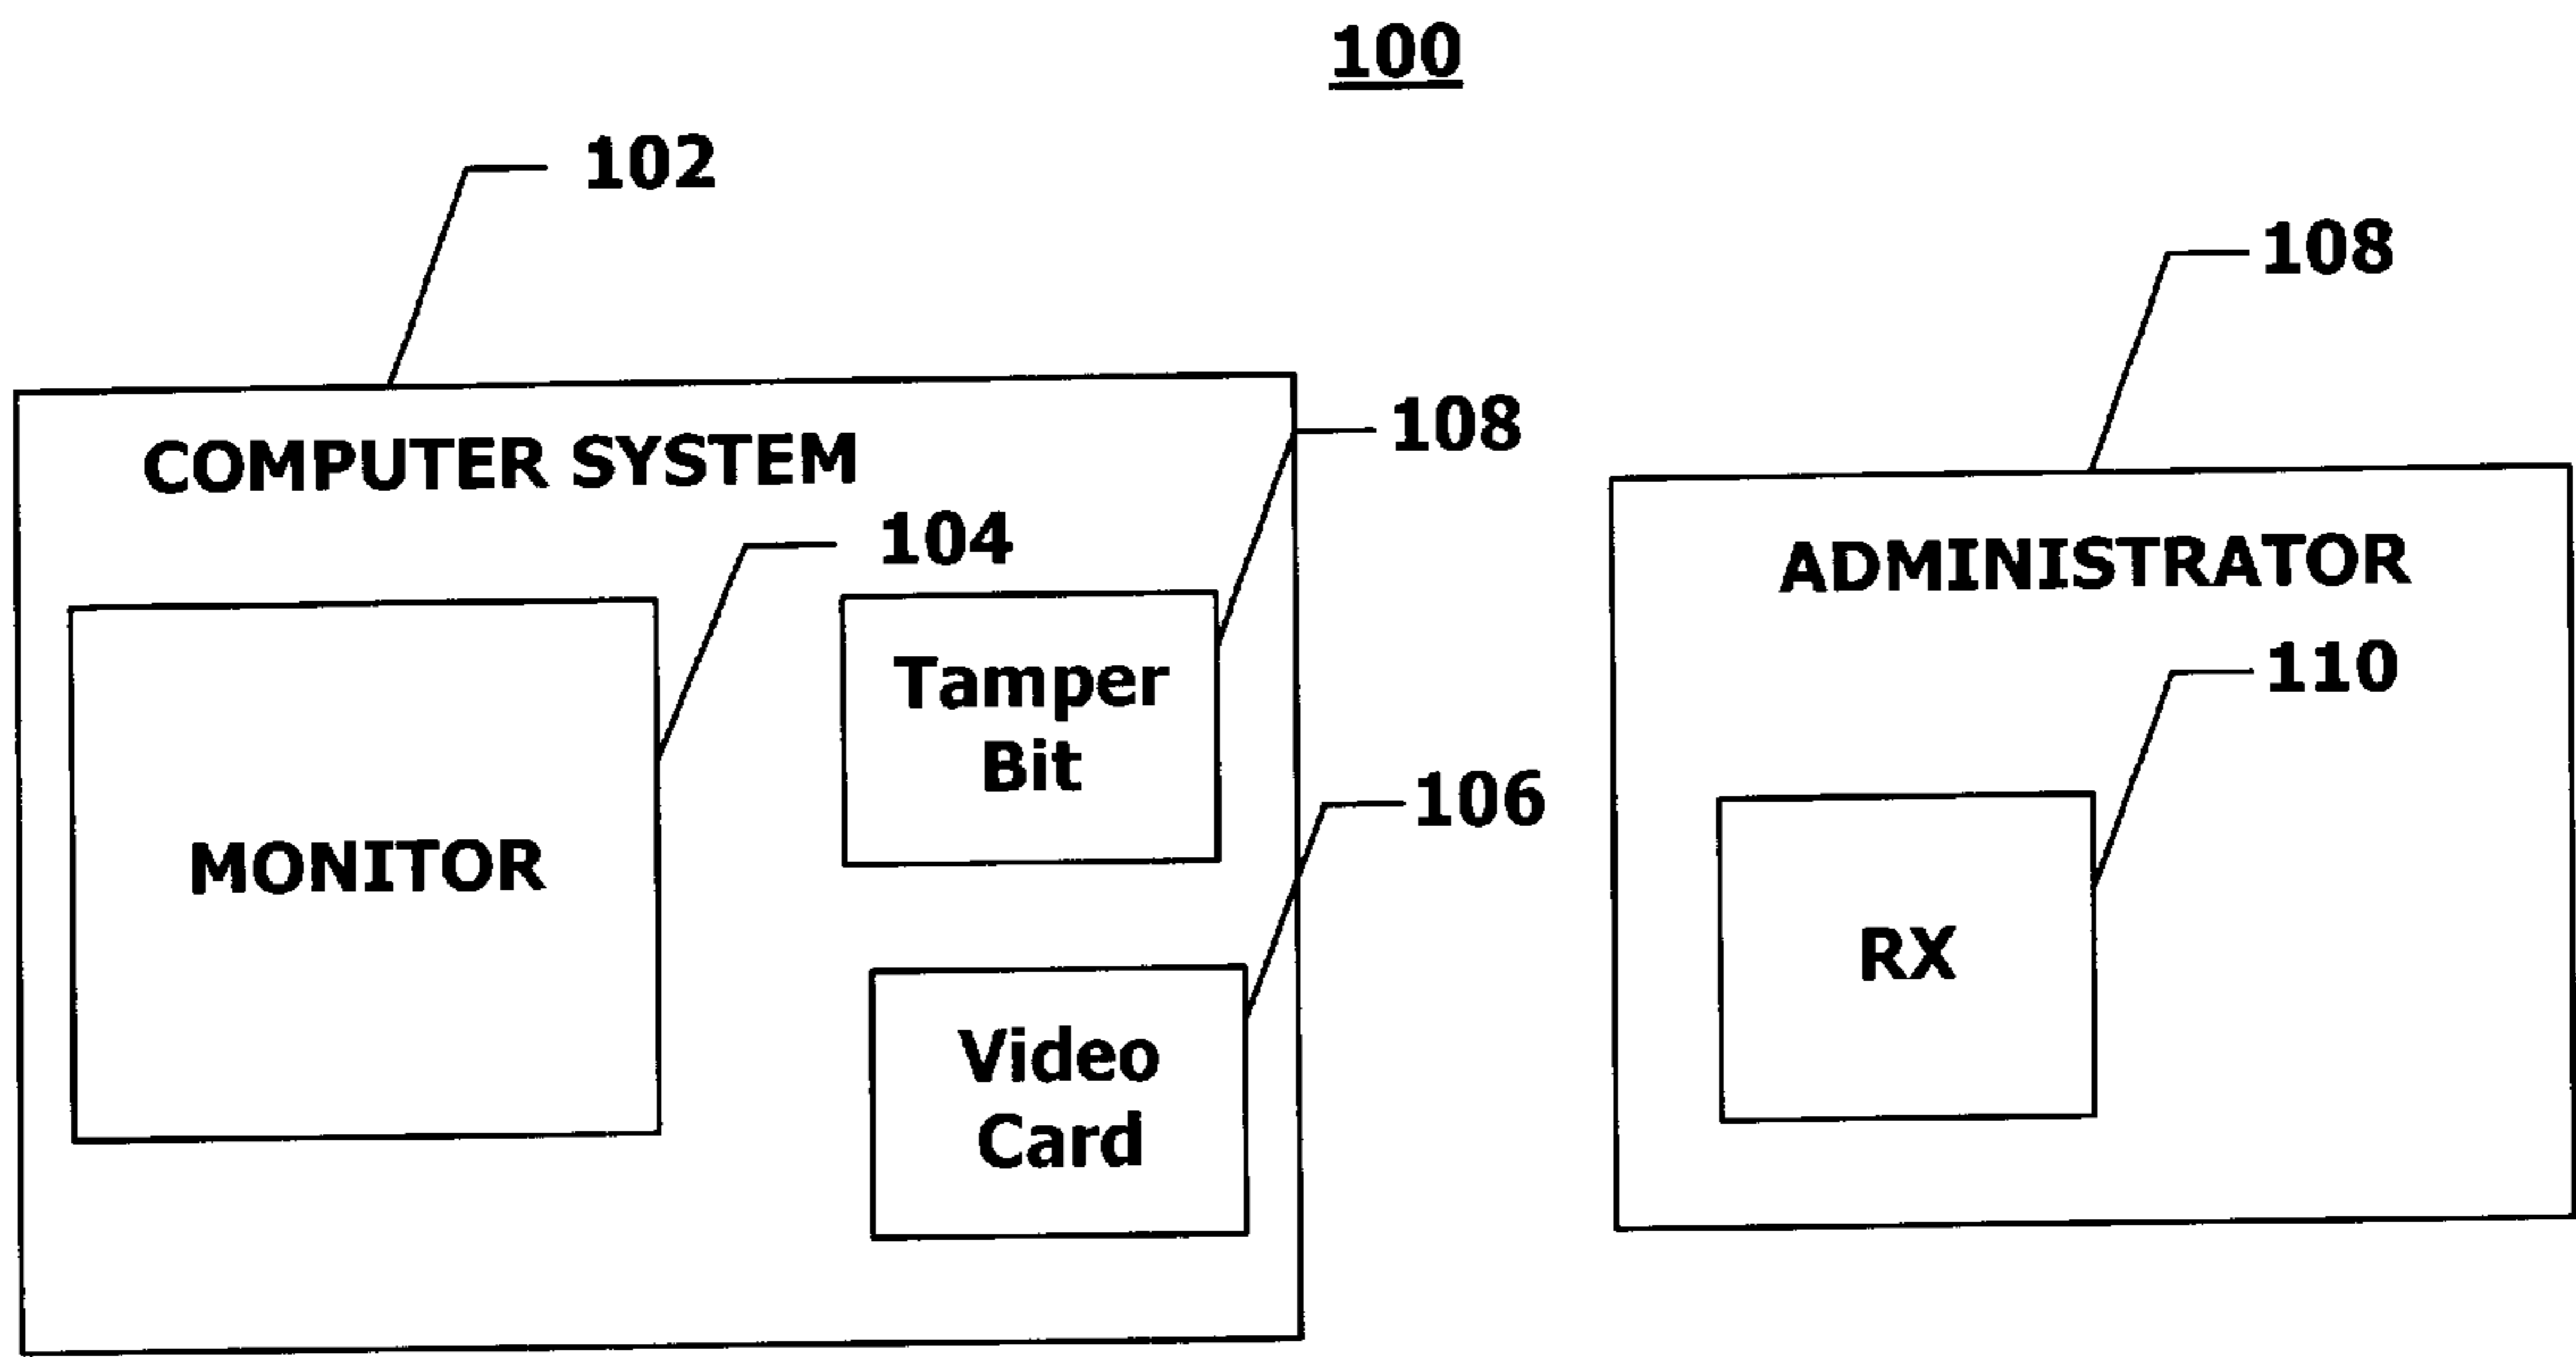 100
102
108
COMPUTER SYSTEM
108
104
ADMINISTRATOR
Tamper
Bit
110
MONITOR
106
RX
Video
Card